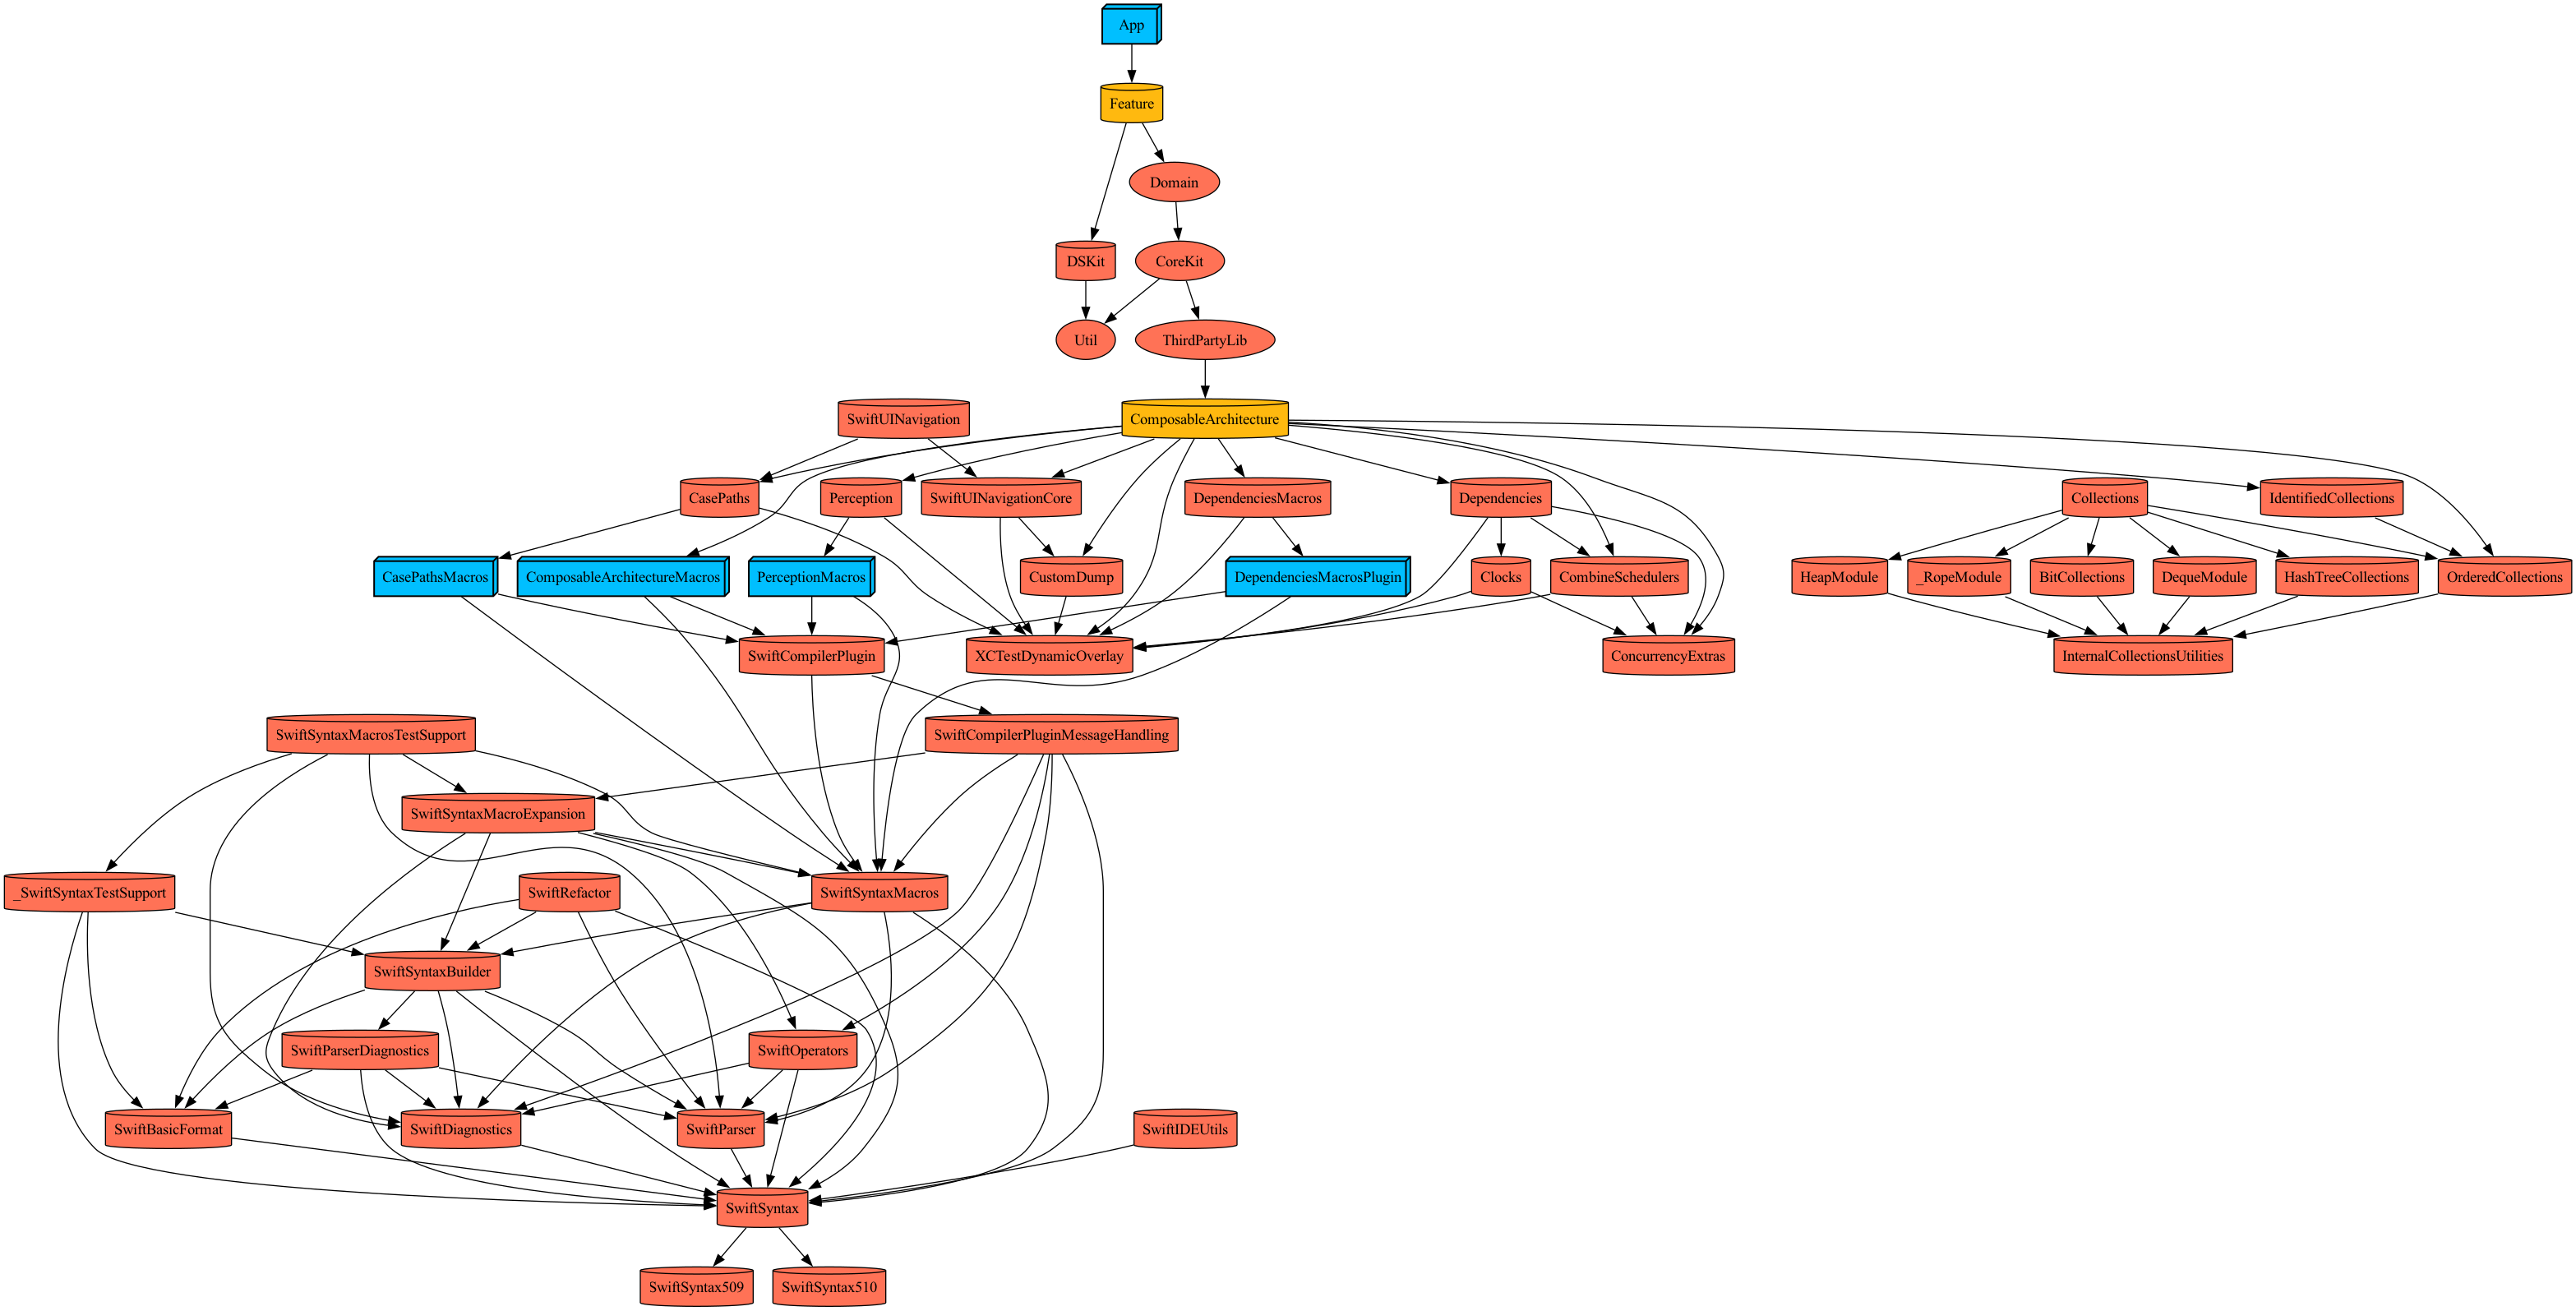 App
Feature
Domain
DSKit
CoreKit
Util
ThirdPartyLib
SwiftUINavigation
ComposableArchitecture
CasePaths
Perception
SwiftUINavigationCore
DependenciesMacros
Dependencies
Collections
IdentifiedCollections
CasePathsMacros
ComposableArchitectureMacros
PerceptionMacros
CustomDump
DependenciesMacrosPlugin
Clocks
CombineSchedulers
HeapModule
_RopeModule
BitCollections
DequeModule
HashTreeCollections
OrderedCollections
SwiftCompilerPlugin
XCTestDynamicOverlay
ConcurrencyExtras
InternalCollectionsUtilities
SwiftSyntaxMacrosTestSupport
SwiftCompilerPluginMessageHandling
SwiftSyntaxMacroExpansion
_SwiftSyntaxTestSupport
SwiftRefactor
SwiftSyntaxMacros
SwiftSyntaxBuilder
SwiftParserDiagnostics
SwiftOperators
SwiftBasicFormat
SwiftDiagnostics
SwiftParser
SwiftIDEUtils
SwiftSyntax
SwiftSyntax509
SwiftSyntax510